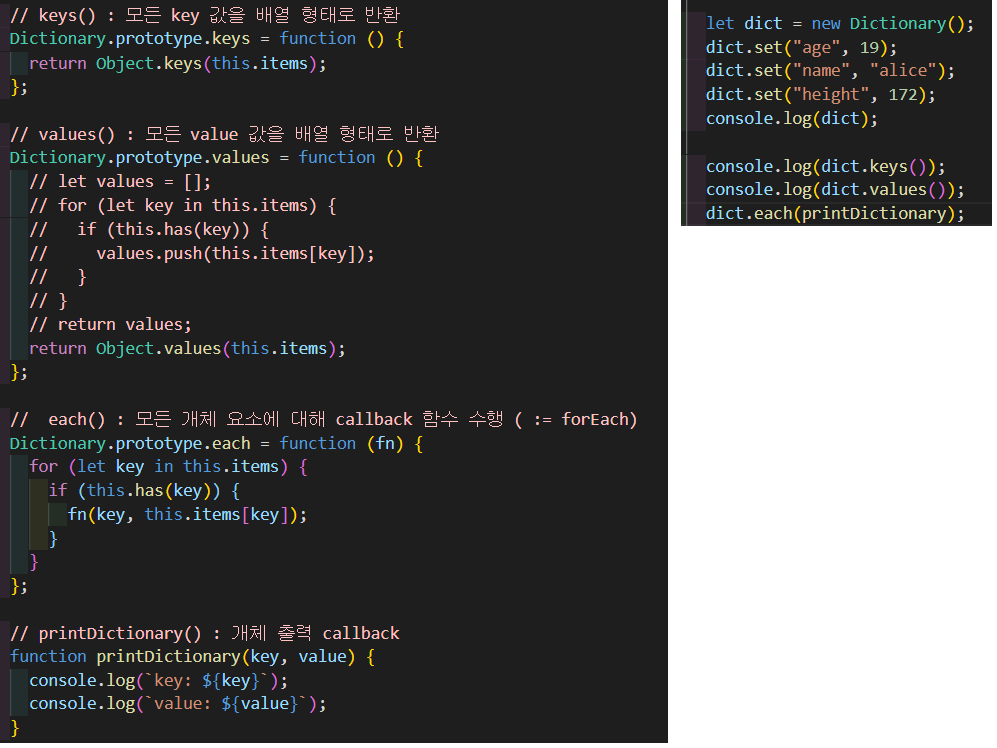 // keys() : 모든 key 값을 배열 형태로 반환
Dictionary.prototype.keys = function () {
  return Object.keys(this.items);
};

// values() : 모든 value 값을 배열 형태로 반환
Dictionary.prototype.values = function () {
  // let values = [];
  // for (let key in this.items) {
  //   if (this.has(key)) {
  //     values.push(this.items[key]);
  //   }
  // }
  // return values;
  return Object.values(this.items);
};

//  each() : 모든 개체 요소에 대해 callback 함수 수행 ( := forEach)
Dictionary.prototype.each = function (fn) {
  for (let key in this.items) {
    if (this.has(key)) {
      fn(key, this.items[key]);
    }
  }
};

// printDictionary() : 개체 출력 callback
function printDictionary(key, value) {
  console.log(`key: ${key}`);
  console.log(`value: ${value}`);
}

let dict = new Dictionary();
dict.set("age", 19);
dict.set("name", "alice");
dict.set("height", 172);
console.log(dict);

console.log(dict.keys());
console.log(dict.values());
dict.each(printDictionary);